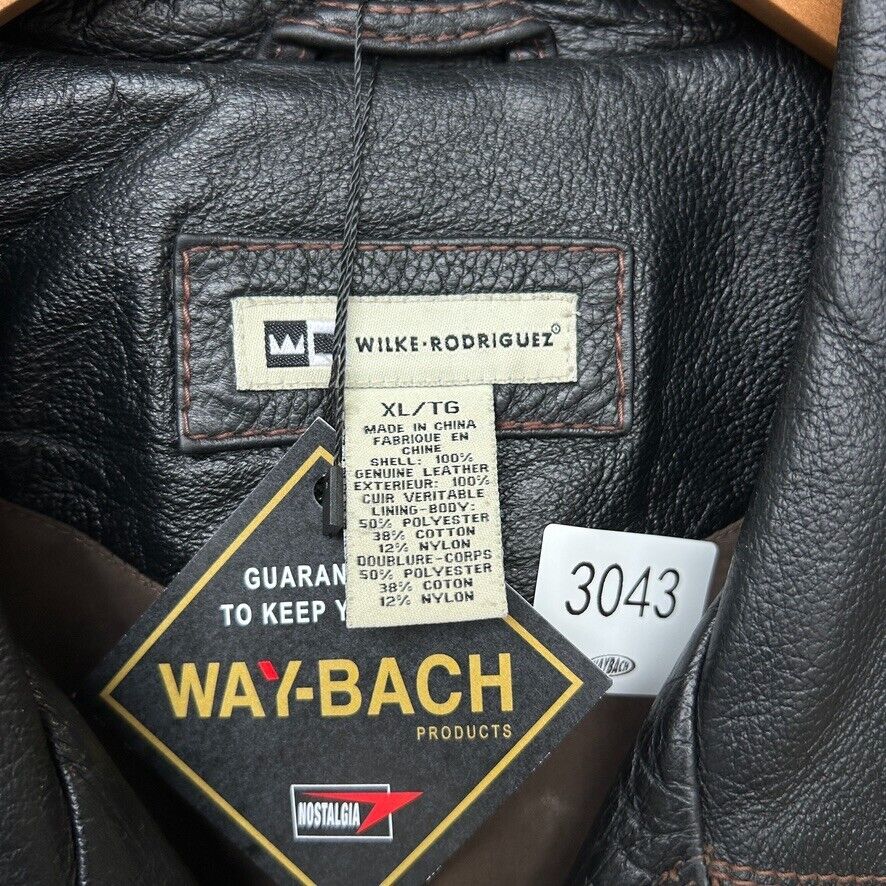 WILKE·RODRIGUEZ®
XL/TG
MADE IN CHINA
FABRIQUE EN
CHINE
SHELL: 100%
GENUINE LEATHER
EXTERIEUR: 100%
CUIR VERITABLE
LINING-BODY:
50% POLYESTER
38% COTTON
12% NYLON
DOUBLURE-CORPS
50% POLYESTER
38% COTON
12% NYLON
GUARAN
TO KEEP Y
WAY-BACH
PRODUCTS
NOSTALGIA
3043
WAYBACH